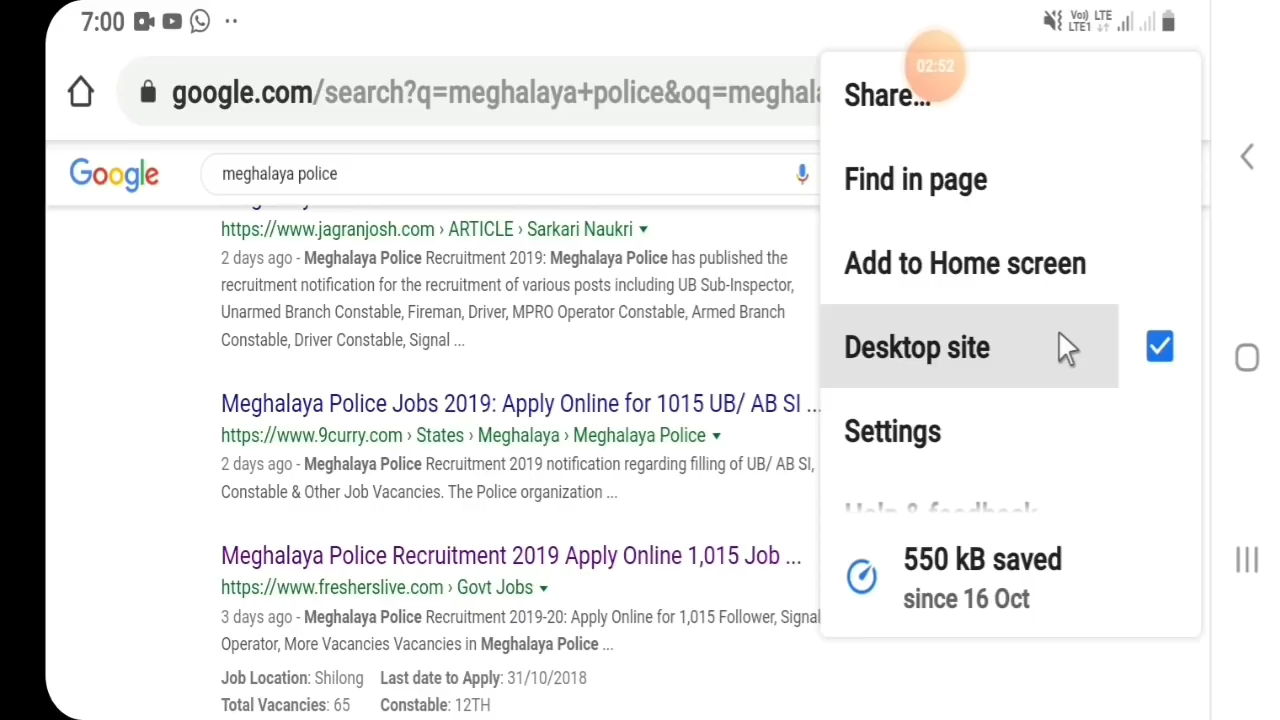 7:00
Voo) LTE
LTE1
02:52
google.com/search?q=meghalaya+police&oq=meghala
Share...
Google
meghalaya police
Find in page
https://www.jagranjosh.com › ARTICLE › Sarkari Naukri
2 days ago - Meghalaya Police Recruitment 2019: Meghalaya Police has published the
recruitment notification for the recruitment of various posts including UB Sub-Inspector,
Unarmed Branch Constable, Fireman, Driver, MPRO Operator Constable, Armed Branch
Constable, Driver Constable, Signal ...
Add to Home screen
Desktop site
Meghalaya Police Jobs 2019: Apply Online for 1015 UB/ AB SI ...
https://www.9curry.com › States › Meghalaya › Meghalaya Police
2 days ago - Meghalaya Police Recruitment 2019 notification regarding filling of UB/ AB SI,
Constable & Other Job Vacancies. The Police organization ...
Settings
Help & feedback
Meghalaya Police Recruitment 2019 Apply Online 1,015 Job ...
https://www.fresherslive.com › Govt Jobs
3 days ago - Meghalaya Police Recruitment 2019-20: Apply Online for 1,015 Follower, Signal
Operator, More Vacancies Vacancies in Meghalaya Police ...
Job Location: Shilong Last date to Apply: 31/10/2018
Total Vacancies: 65 Constable: 12TH
550 kB saved
since 16 Oct